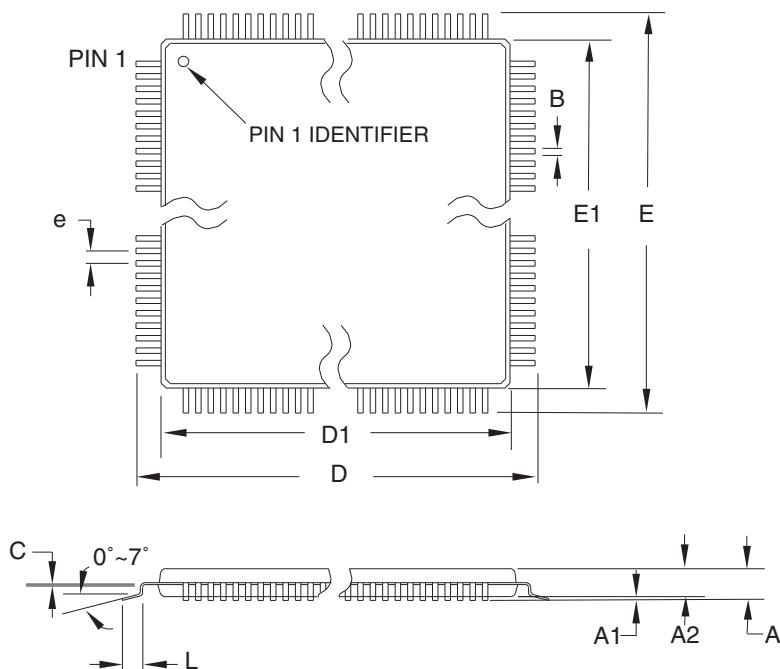 PIN 1
PIN 1 IDENTIFIER
B
e
E1
E
D1
D
C
0°~7°
L
A1
A2
A